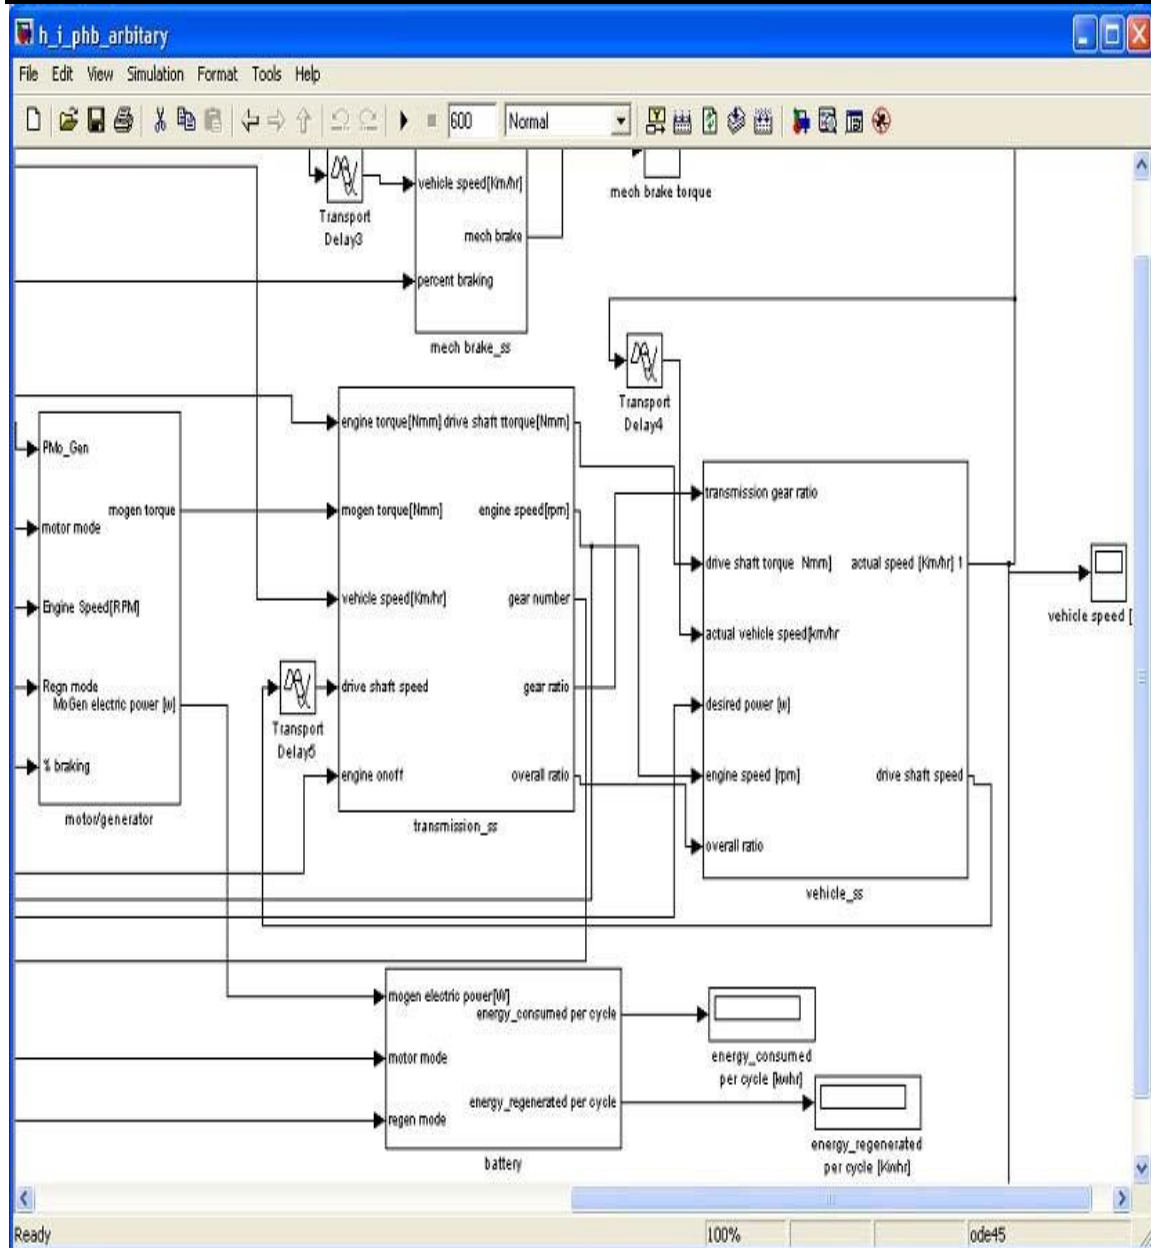 h_i_phb_arbitary
File Edit View Simulation Format Tools Help
600 Normal
vehicle speed[Km/hr]
mech brake
percent braking
mech brake_ss
Transport
Delay3
mech brake torque
Transport
Delay4
PMo_Gen
mogen torque
motor mode
Engine Speed[RPM]
Regn mode
MoGen electric power [w]
% braking
motor/generator
engine torque[Nmm] drive shaft ttorque[Nmm]
mogen torque[Nmm] engine speed[rpm]
vehicle speed[Km/hr] gear number
drive shaft speed gear ratio
engine onoff overall ratio
transmission_ss
Transport
Delay5
transmission gear ratio
drive shaft torque Nmm] actual speed [Km/hr] 1
actual vehicle speed[km/hr
desired power [w]
engine speed [rpm] drive shaft speed
overall ratio
vehicle_ss
vehicle speed [
mogen electric power[W]
energy_consumed per cycle
motor mode
energy_regenerated per cycle
regen mode
battery
energy_consumed
per cycle [kwhr]
energy_regenerated
per cycle [Kwhr]
Ready 100% ode45